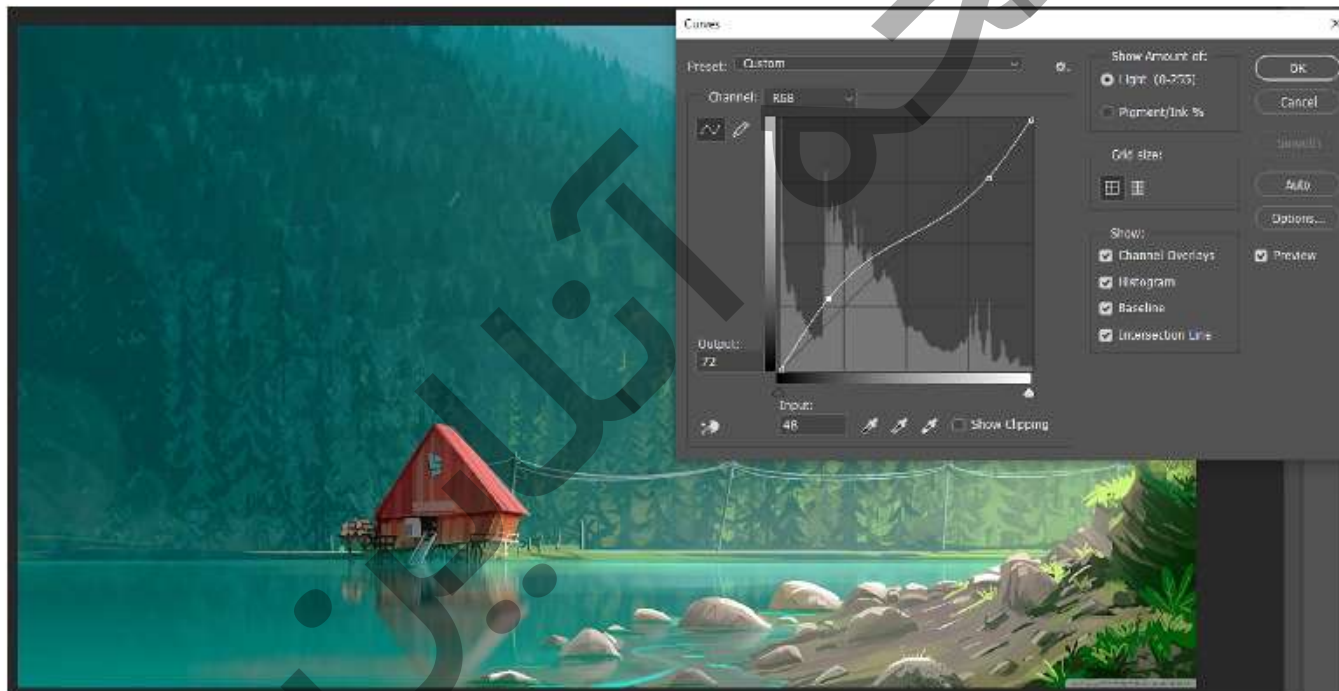 Curves
Preset: Custom
Show Amount of:
Light (0-255)
Pigment/Ink %
OK
Cancel
Smooth
Auto
Options...
Preview
Channel: RGB
Grid size:
Show:
Channel Overlays
Histogram
Baseline
Intersection Line
Output:
72
Input:
48
Show Clipping